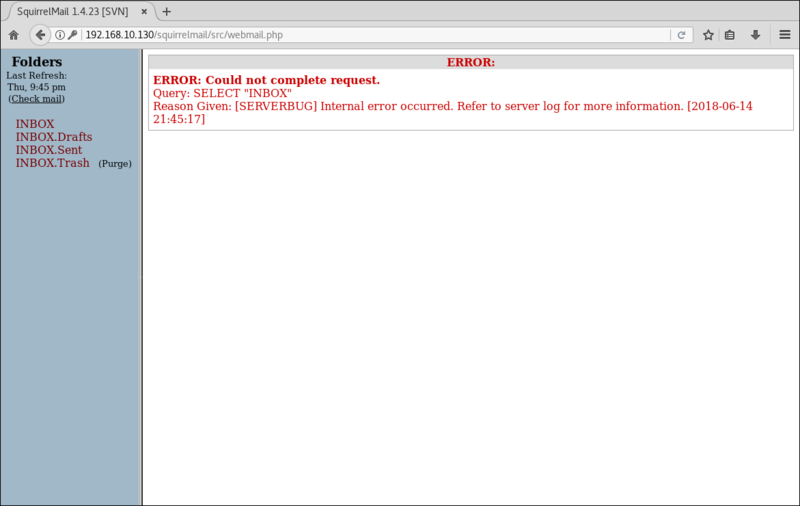 SquirrelMail 1.4.23 [SVN]
192.168.10.130/squirrelmail/src/webmail.php
Folders
Last Refresh:
Thu, 9:45 pm
(Check mail)
INBOX
INBOX.Drafts
INBOX.Sent
INBOX.Trash (Purge)
ERROR:
ERROR: Could not complete request.
Query: SELECT "INBOX"
Reason Given: [SERVERBUG] Internal error occurred. Refer to server log for more information. [2018-06-14
21:45:17]